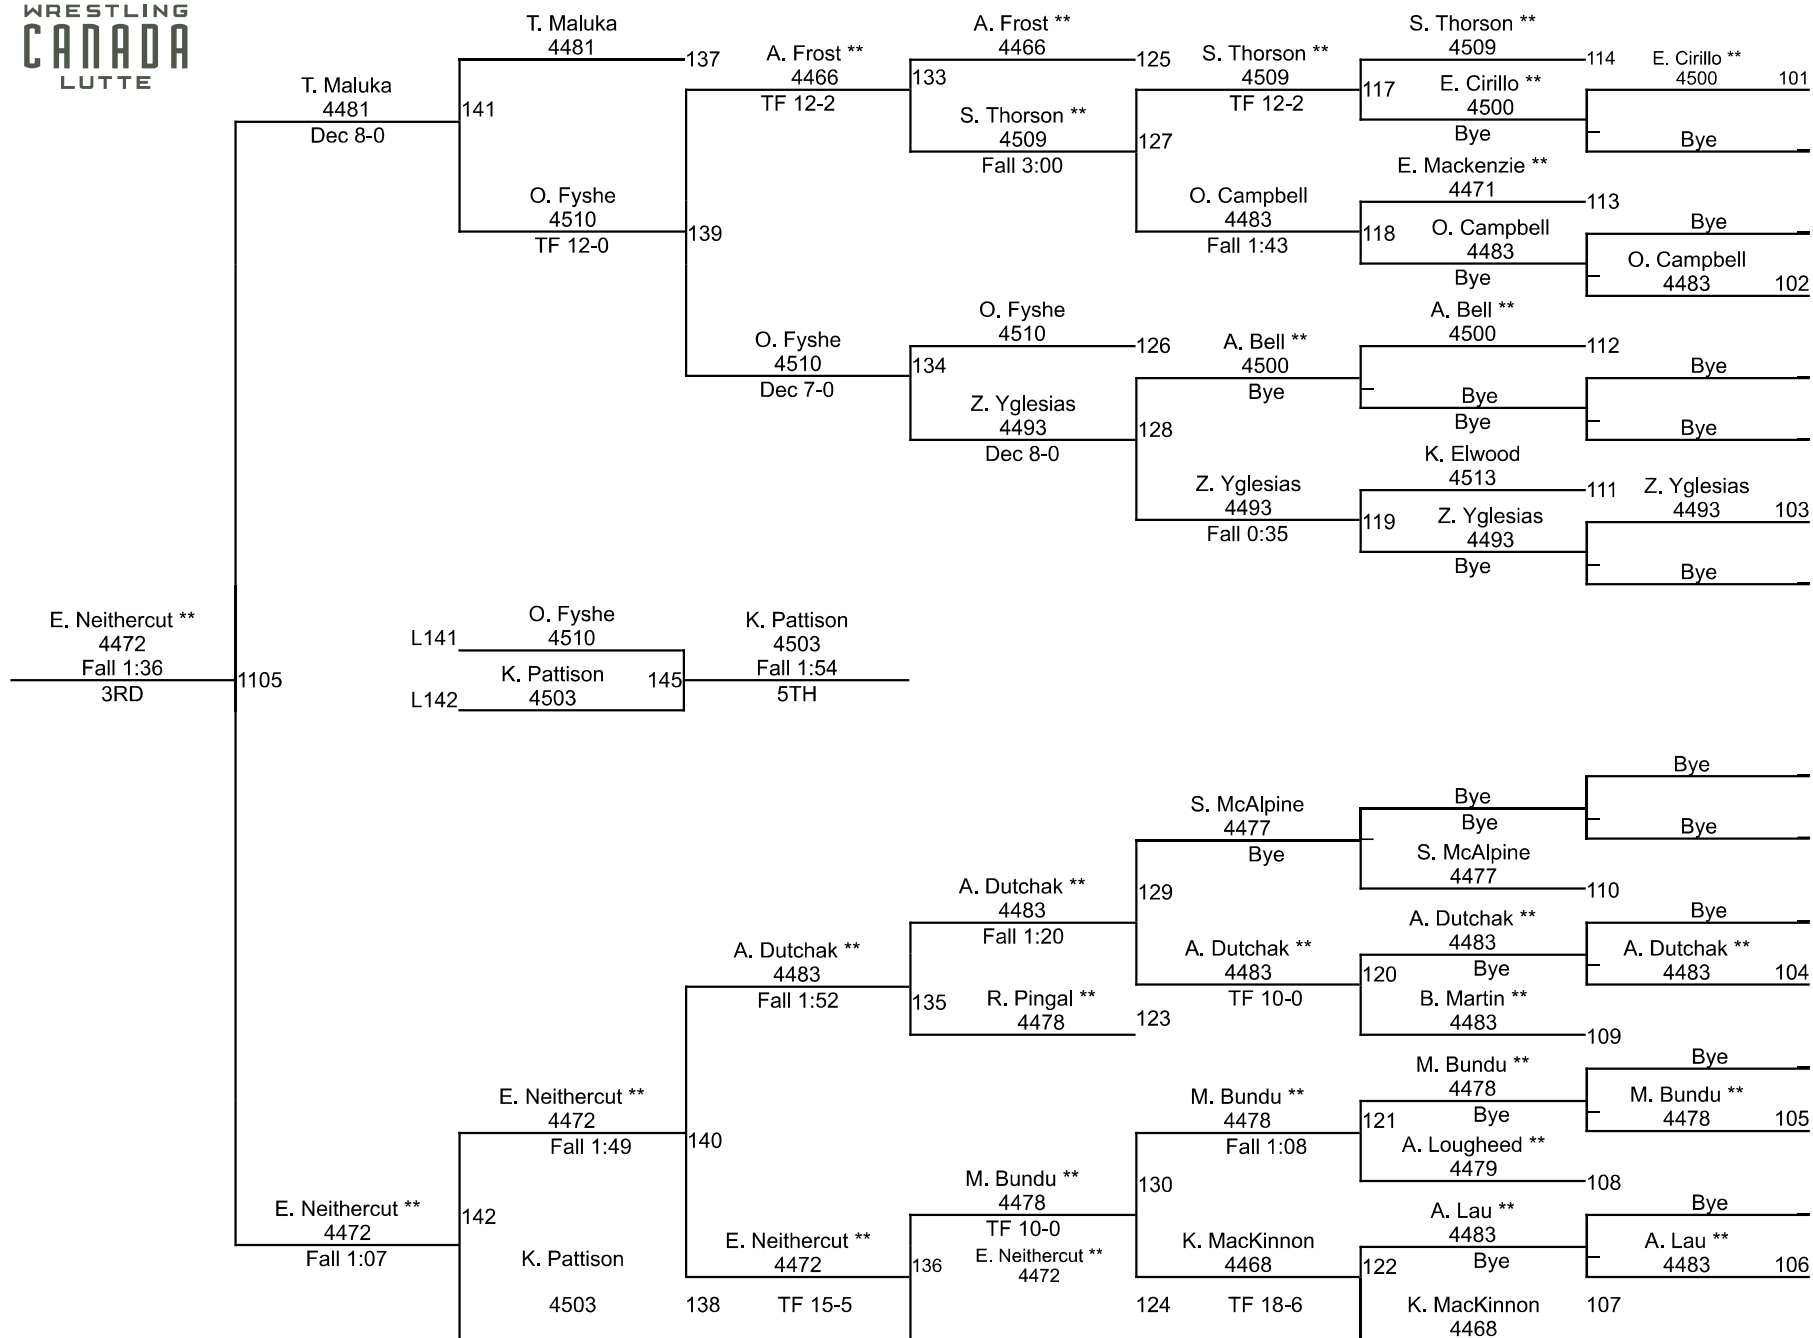 WRESTLING
CANADA
LUTTE
T. Maluka
4481
Dec 8-0
T. Maluka
4481
137
141
O. Fyshe
4510
TF 12-0
A. Frost **
4466
TF 12-2
139
O. Fyshe
4510
Dec 7-0
A. Frost **
4466
125
133
S. Thorson **
4509
Fall 3:00
O. Fyshe
4510
126
134
Z. Yglesias
4493
Dec 8-0
S. Thorson **
4509
TF 12-2
127
O. Campbell
4483
Fall 1:43
A. Bell **
4500
Bye
128
Z. Yglesias
4493
Fall 0:35
S. Thorson **
4509
114
117
E. Cirillo **
4500
Bye
E. Mackenzie **
4471
113
118
O. Campbell
4483
Bye
A. Bell **
4500
112
Bye
Bye
K. Elwood
4513
111
119
Z. Yglesias
4493
Bye
E. Cirillo **
4500
101
Bye
Bye
O. Campbell
4483
102
Bye
Bye
Z. Yglesias
4493
103
Bye
E. Neithercut **
4472
Fall 1:36
3RD
1105
L141
O. Fyshe
4510
L142
K. Pattison
4503
145
K. Pattison
4503
Fall 1:54
5TH
E. Neithercut **
4472
Fall 1:07
E. Neithercut **
4472
Fall 1:49
142
K. Pattison
4503
138
A. Dutchak **
4483
Fall 1:52
140
E. Neithercut **
4472
TF 15-5
A. Dutchak **
4483
Fall 1:20
135
R. Pingal **
4478
123
M. Bundu **
4478
TF 10-0
136
E. Neithercut **
4472
124
S. McAlpine
4477
Bye
129
A. Dutchak **
4483
TF 10-0
M. Bundu **
4478
Fall 1:08
130
K. MacKinnon
4468
TF 18-6
Bye
Bye
S. McAlpine
4477
110
A. Dutchak **
4483
Bye
120
B. Martin **
4483
109
M. Bundu **
4478
Bye
121
A. Lougheed **
4479
108
A. Lau **
4483
Bye
122
K. MacKinnon
4468
107
Bye
Bye
Bye
A. Dutchak **
4483
104
Bye
M. Bundu **
4478
105
Bye
A. Lau **
4483
106